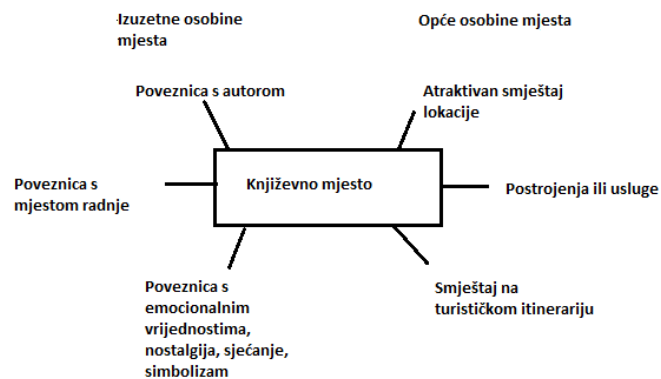 Izuzetne osobine
mjesta
Opće osobine mjesta
Poveznica s autorom
Atraktivan smještaj
lokacije
Poveznica s
mjestom radnje
Književno mjesto
Postrojenja ili usluge
Poveznica s
emocionalnim
vrijednostima,
nostalgija, sjećanje,
simbolizam
Smještaj na
turističkom itinerariju